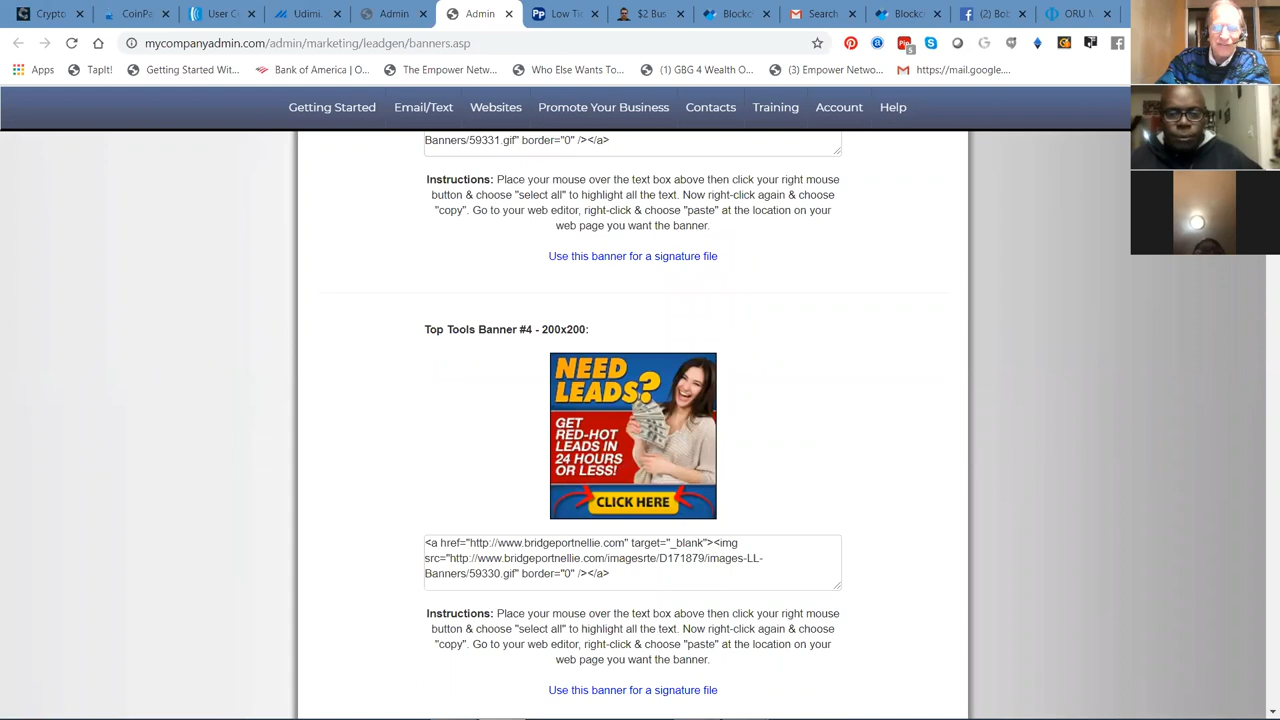 Crypto
CoinPa
User C
Udimi.
Admin
Admin
Low Tic
$2 Bus
Blockc
Search
Blockc
(2) Bob
ORU M
mycompanyadmin.com/admin/marketing/leadgen/banners.asp
Apps
TapIt!
Getting Started Wit...
Bank of America | O...
The Empower Netw...
Who Else Wants To...
(1) GBG 4 Wealth O...
(3) Empower Netwo...
https://mail.google....
Getting Started
Email/Text
Websites
Promote Your Business
Contacts
Training
Account
Help
Banners/59331.gif" border="0" /></a>
Instructions: Place your mouse over the text box above then click your right mouse
button & choose "select all" to highlight all the text. Now right-click again & choose
"copy". Go to your web editor, right-click & choose "paste" at the location on your
web page you want the banner.
Use this banner for a signature file
Top Tools Banner #4 - 200x200:
NEED
LEADS?
GET
RED-HOT
LEADS IN
24 HOURS
OR LESS!
CLICK HERE
<a href="http://www.bridgeportnellie.com" target="_blank"><img
src="http://www.bridgeportnellie.com/imagesrte/D171879/images-LL-
Banners/59330.gif" border="0" /></a>
Instructions: Place your mouse over the text box above then click your right mouse
button & choose "select all" to highlight all the text. Now right-click again & choose
"copy". Go to your web editor, right-click & choose "paste" at the location on your
web page you want the banner.
Use this banner for a signature file